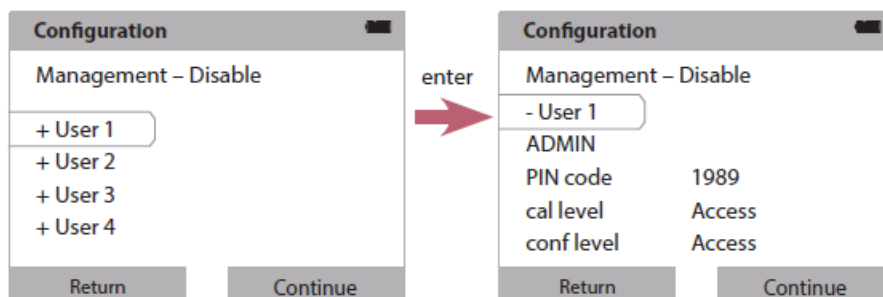 Configuration
Management – Disable
+ User 1
+ User 2
+ User 3
+ User 4
Return Continue
enter
Configuration
Management – Disable
- User 1
ADMIN
PIN code 1989
cal level Access
conf level Access
Return Continue